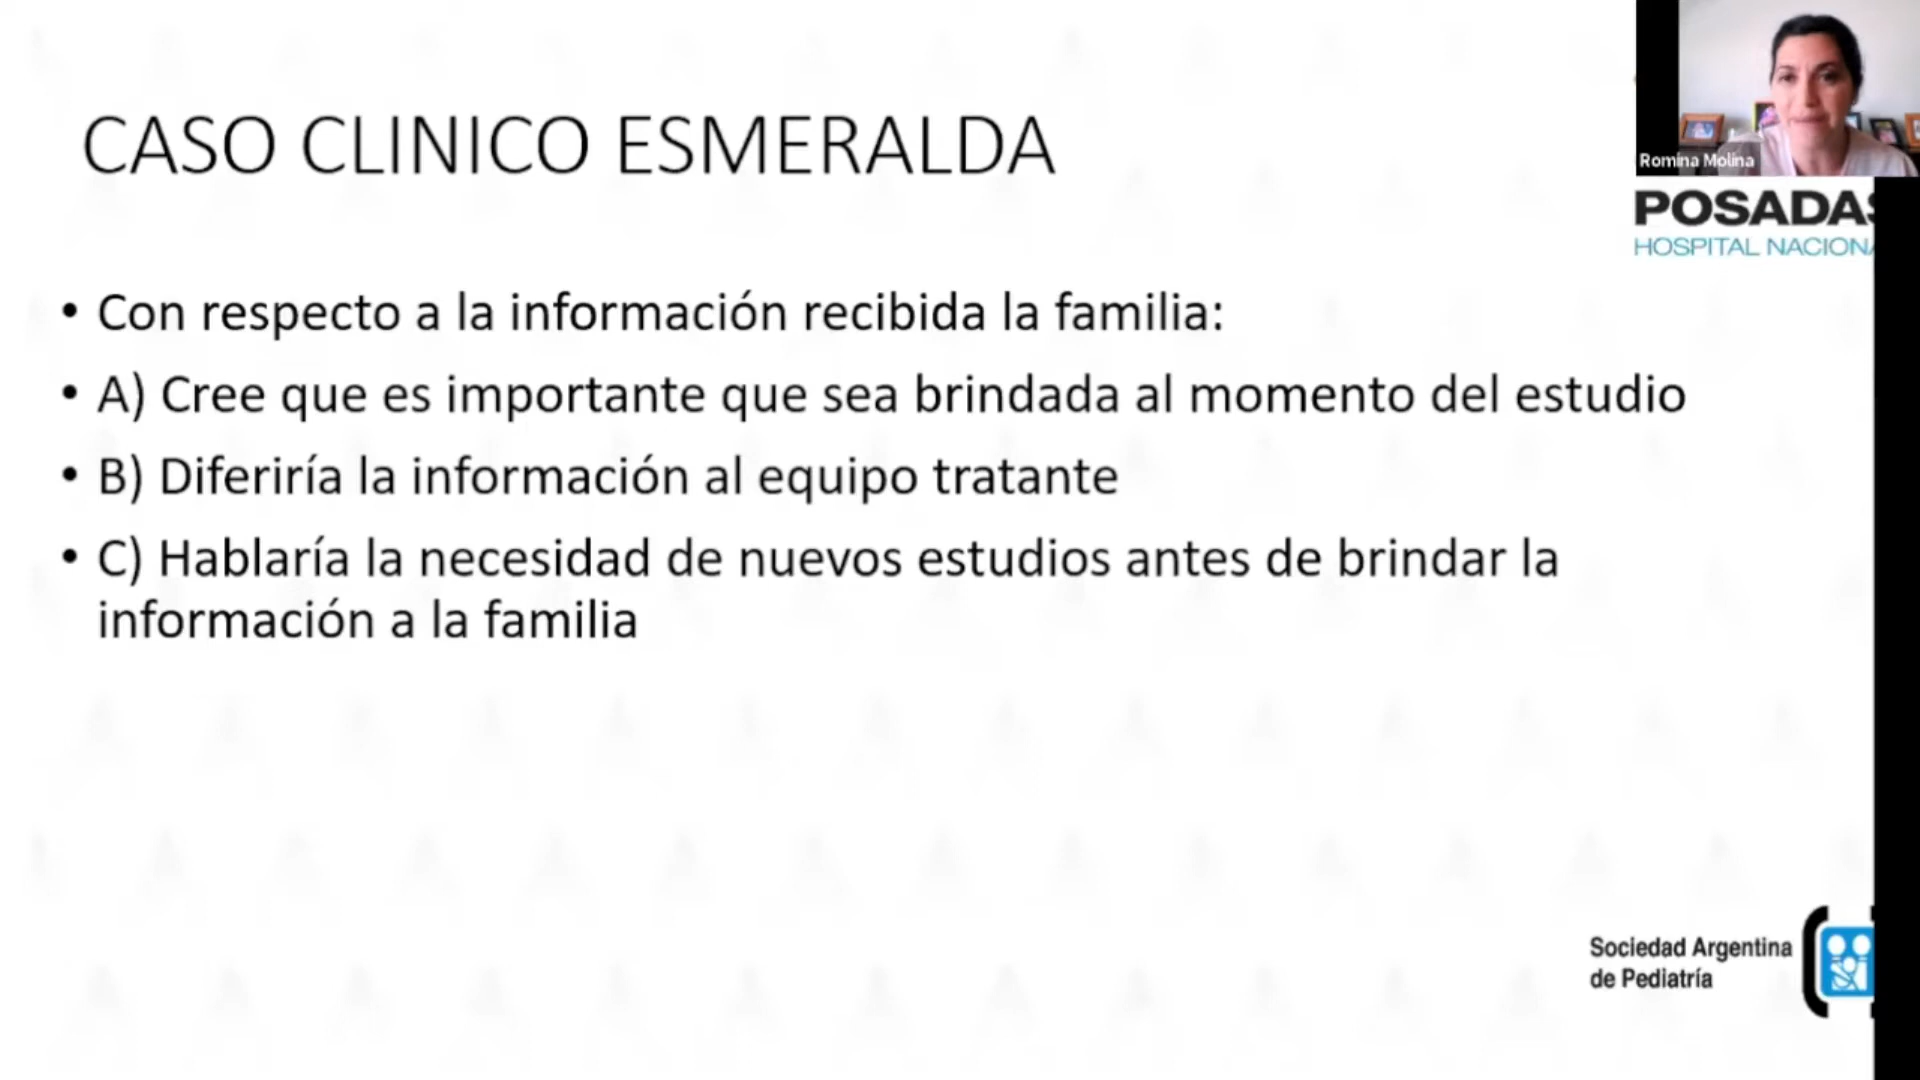 CASO CLINICO ESMERALDA
Romina Molina
POSADAS
HOSPITAL NACIONA
• Con respecto a la información recibida la familia:
• A) Cree que es importante que sea brindada al momento del estudio
• B) Diferiría la información al equipo tratante
• C) Hablaría la necesidad de nuevos estudios antes de brindar la
información a la familia
Sociedad Argentina
de Pediatría